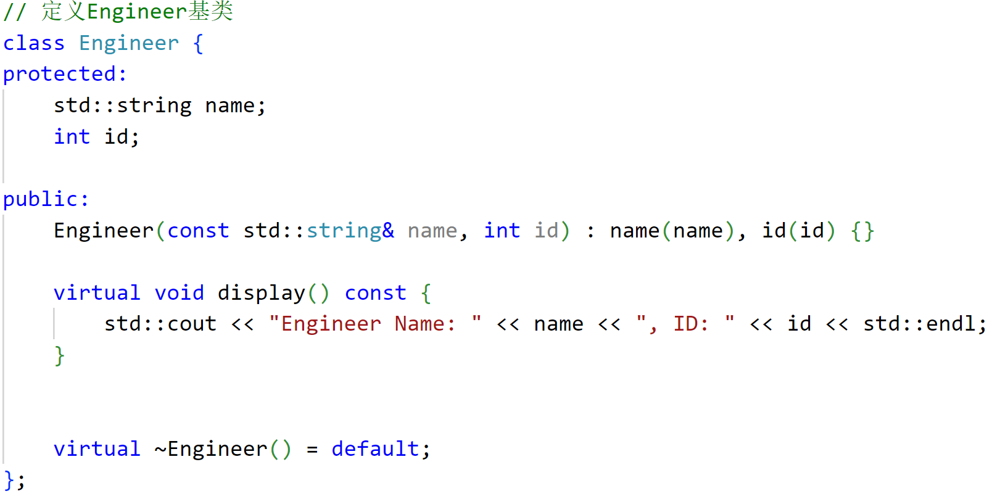 // 定义Engineer基类
class Engineer {
protected:
    std::string name;
    int id;

public:
    Engineer(const std::string& name, int id) : name(name), id(id) {}

    virtual void display() const {
        std::cout << "Engineer Name: " << name << ", ID: " << id << std::endl;
    }


    virtual ~Engineer() = default;
};